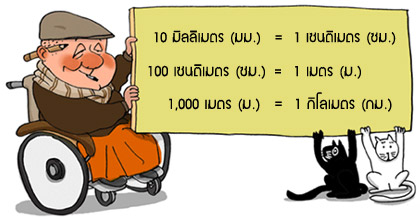 10 มิลลิเมตร (มม.) = 1 เซนติเมตร (ซม.)
100 เซนติเมตร (ซม.) = 1 เมตร (ม.)
1,000 เมตร (ม.) = 1 กิโลเมตร (กม.)